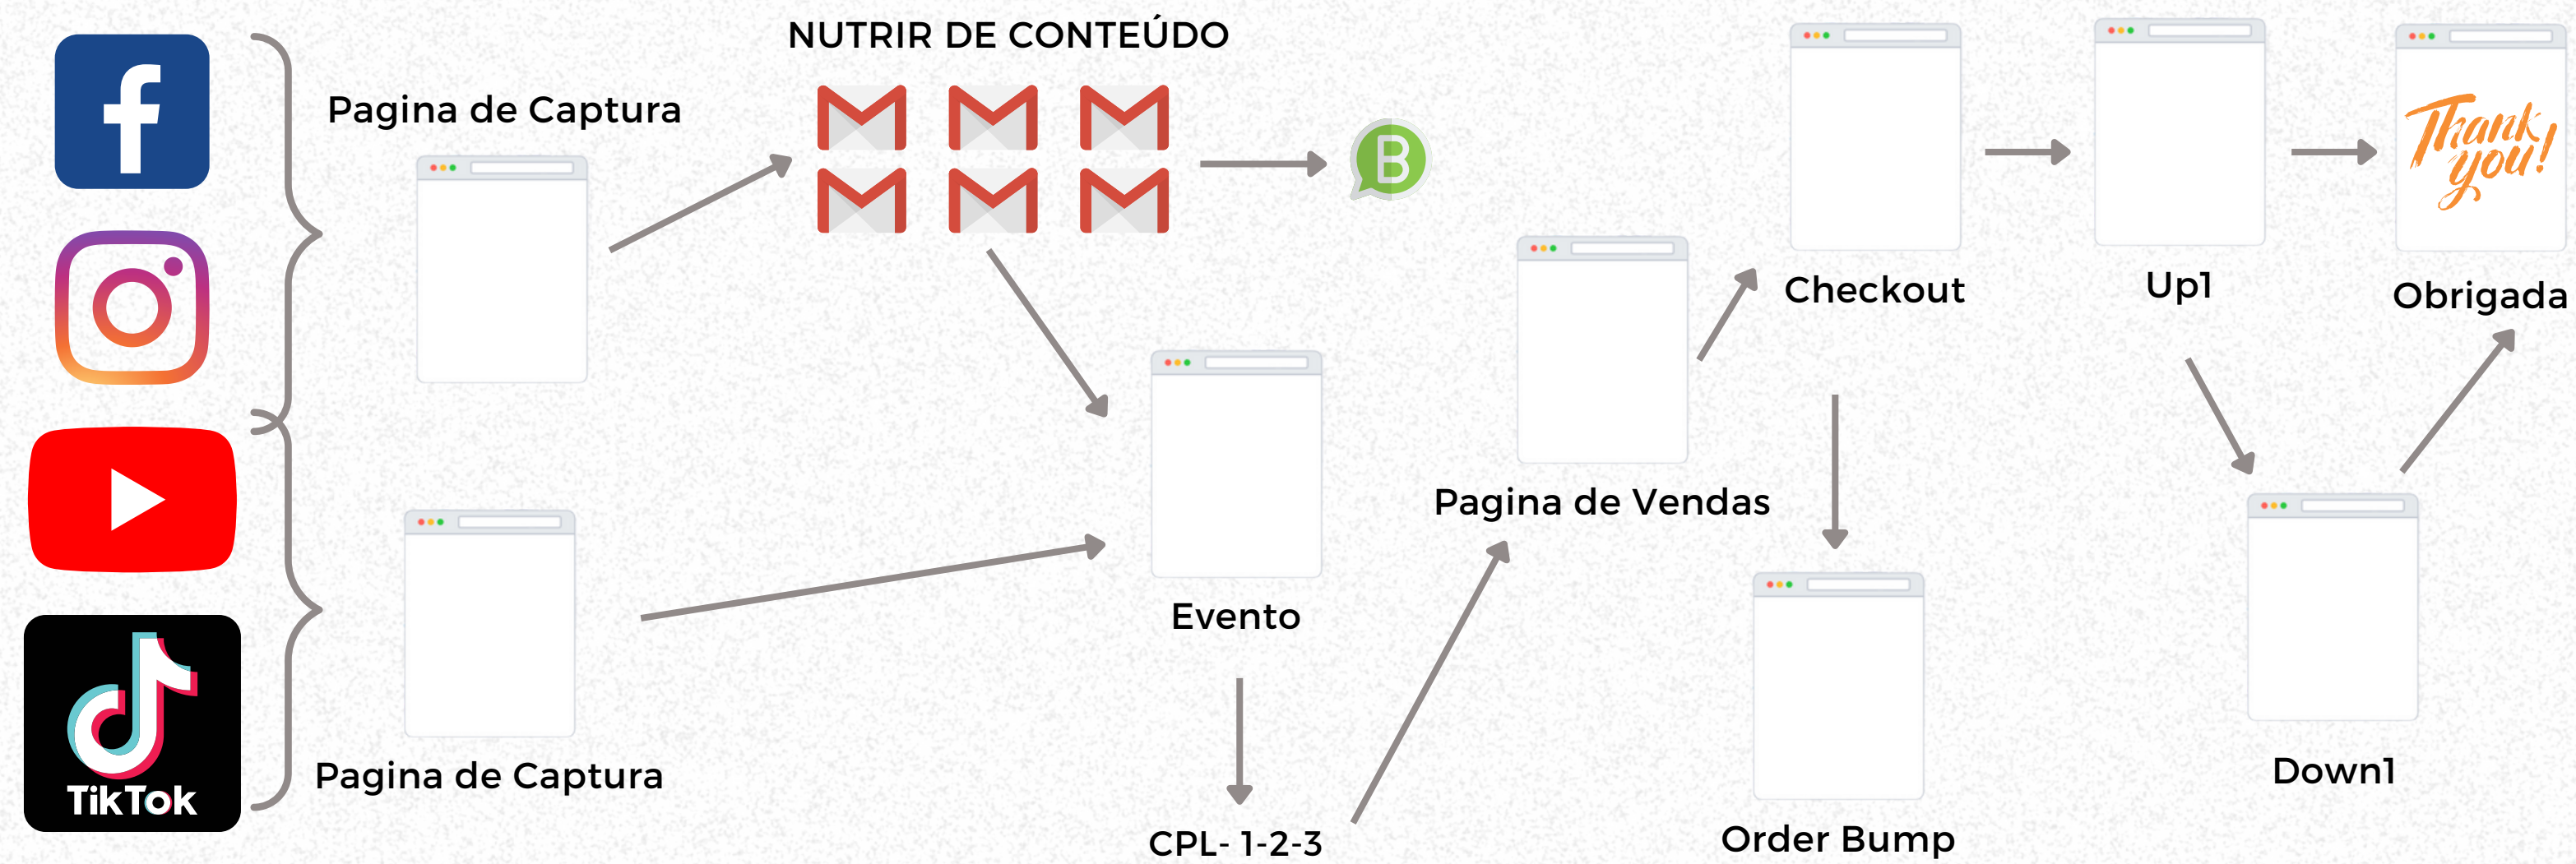 NUTRIR DE CONTEÚDO
Pagina de Captura
B
Thank
you!
Checkout
Up1
Obrigada
Pagina de Vendas
Evento
TikTok
Pagina de Captura
Down1
CPL- 1-2-3
Order Bump